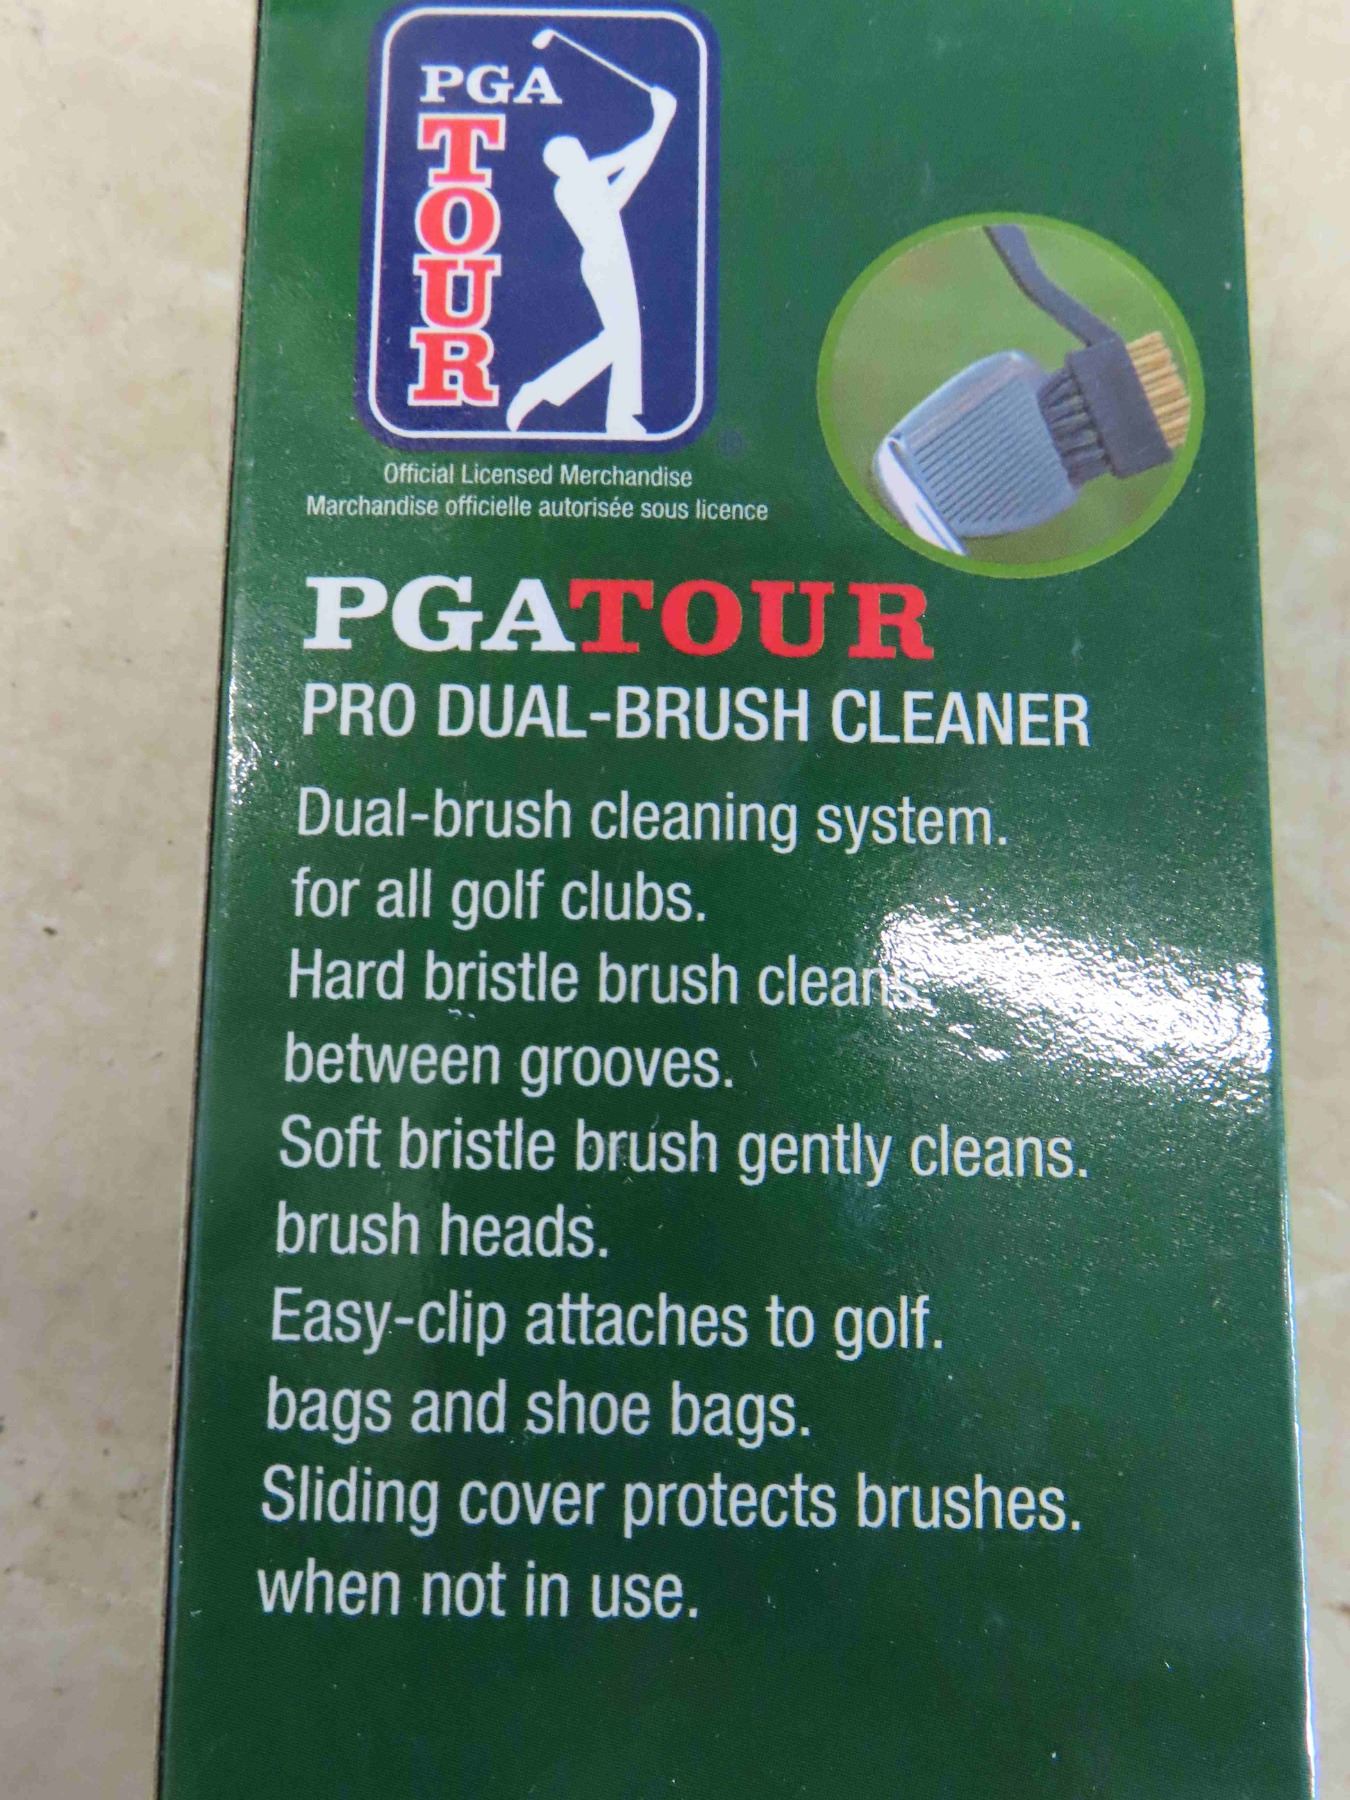 PGA
TOUR
Official Licensed Merchandise
Marchandise officielle autorisée sous licence
PGATOUR
PRO DUAL-BRUSH CLEANER
Dual-brush cleaning system.
for all golf clubs.
Hard bristle brush cleans.
between grooves.
Soft bristle brush gently cleans.
brush heads.
Easy-clip attaches to golf.
bags and shoe bags.
Sliding cover protects brushes.
when not in use.